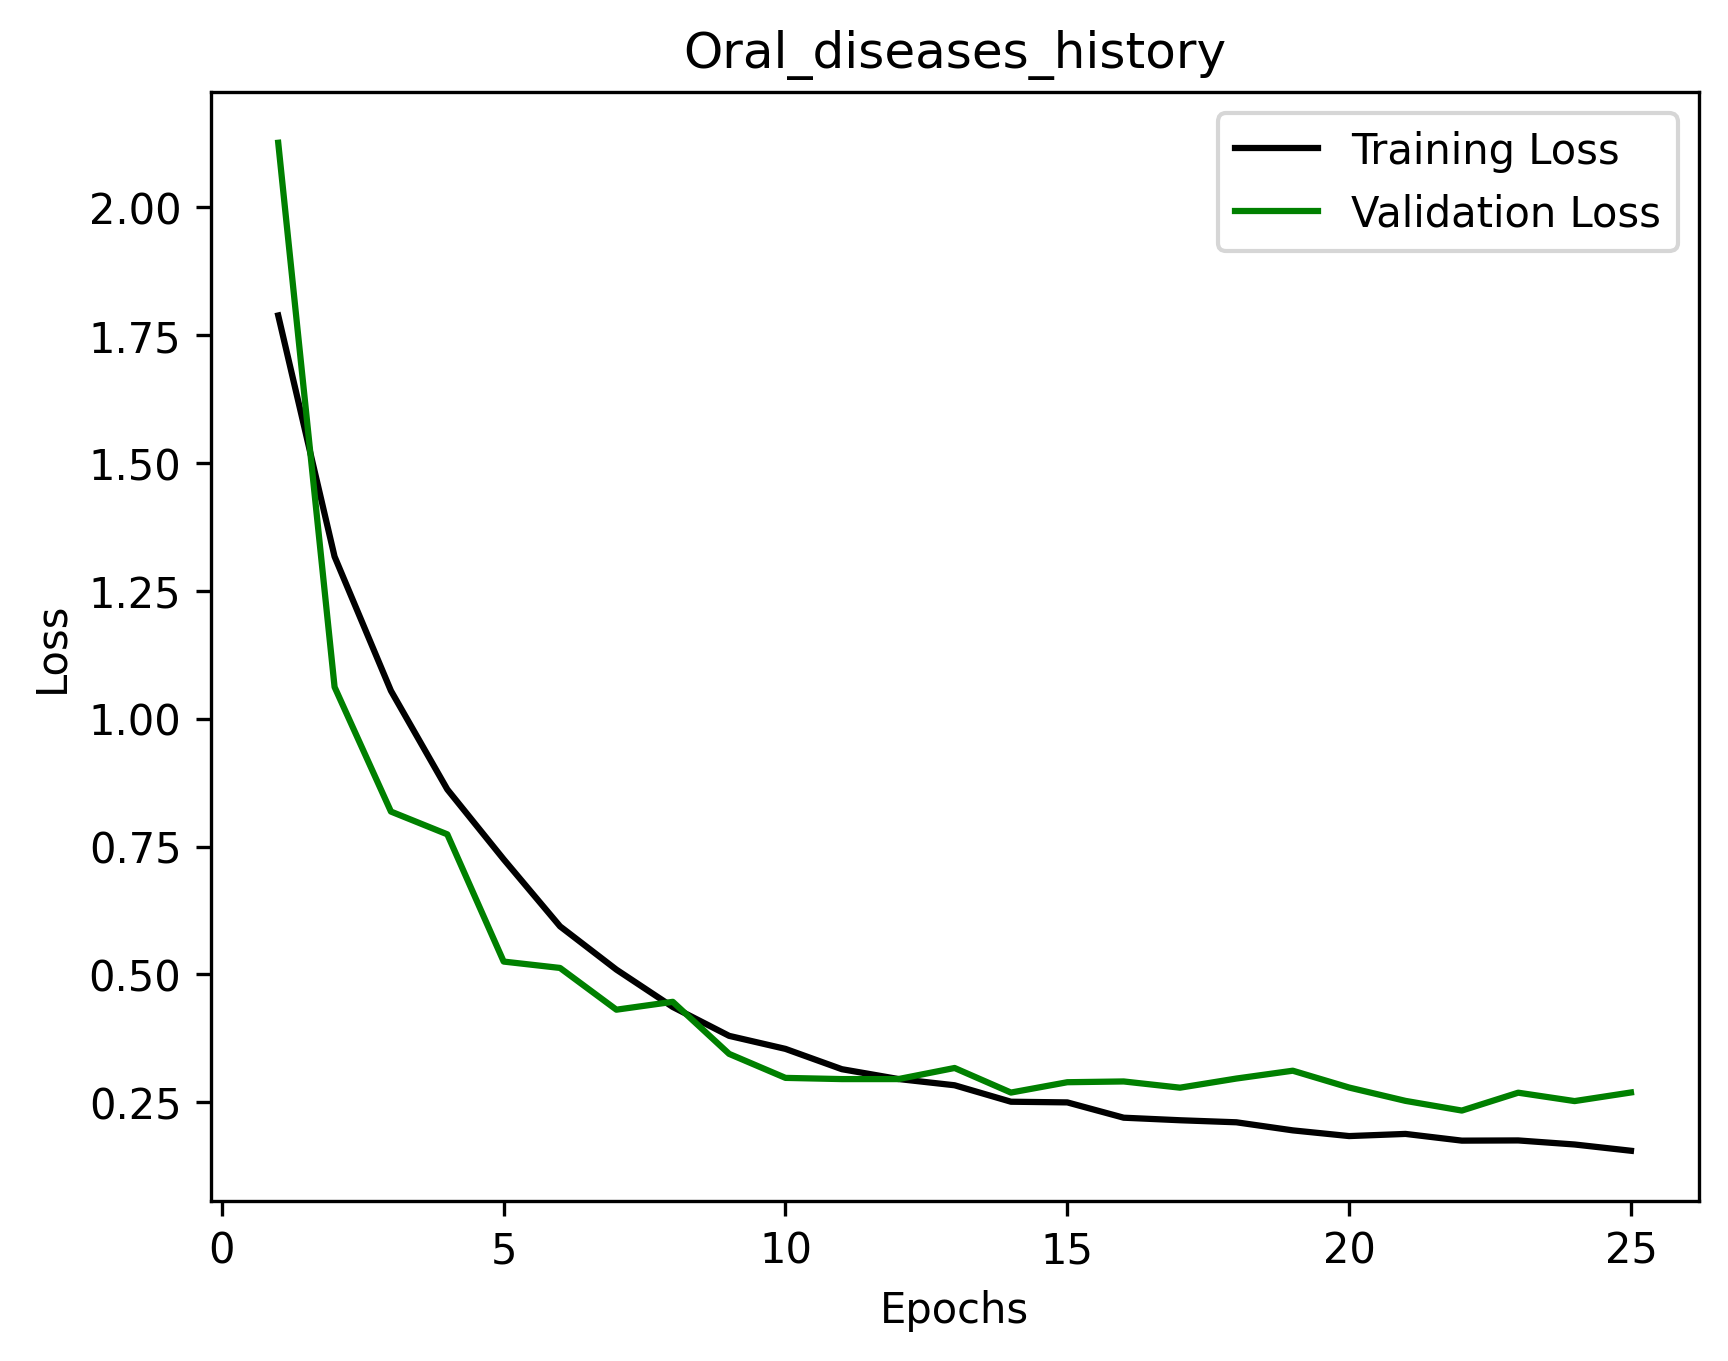 Oral_diseases_history
Training Loss
Validation Loss
2.00
1.75
1.50
1.25
1.00
0.75
0.50
0.25
Loss
0 5 10 15 20 25
Epochs